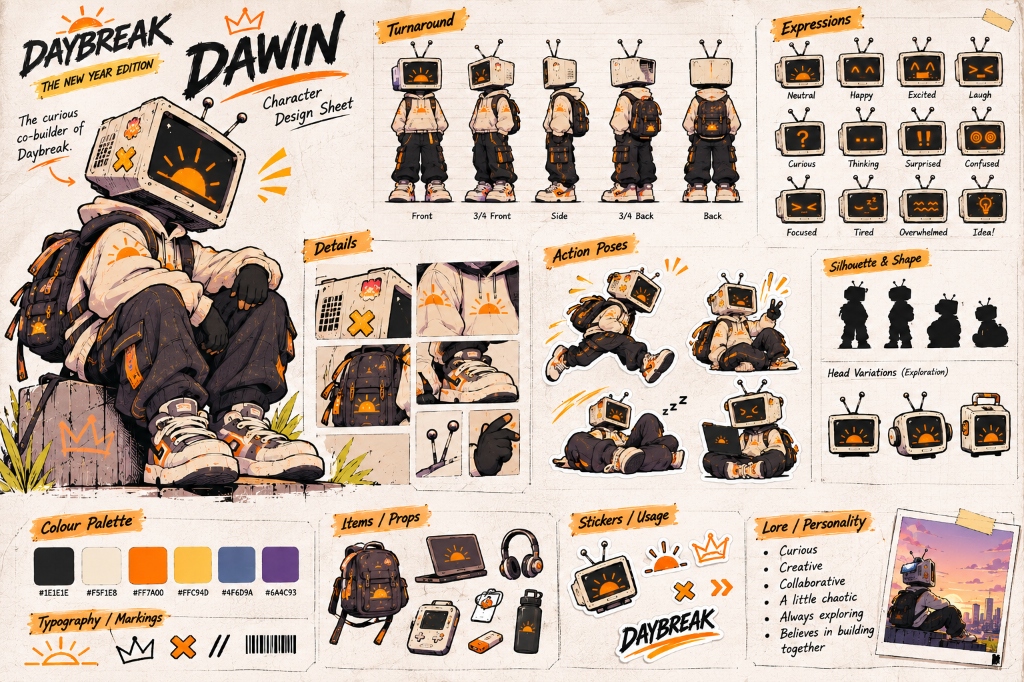 DAYBREAK
THE NEW YEAR EDITION
DAWIN
Character
Design Sheet
The curious
co-builder of
Daybreak.
Turnaround
Front
3/4 Front
Side
3/4 Back
Back
Expressions
Neutral
Happy
Excited
Laugh
?
...
!!
Curious
Thinking
Surprised
Confused
zzz
Focused
Tired
Overwhelmed
Idea!
Details
Action Poses
z z Z
Silhouette & Shape
Head Variations (Exploration)
Colour Palette
#1E1E1E
#F5F1E8
#FF7A00
#FFC94D
#4F6D9A
#6A4C93
Typography / Markings
//
Items / Props
Stickers / Usage
DAYBREAK
Lore / Personality
• Curious
• Creative
• Collaborative
• A little chaotic
• Always exploring
• Believes in building
together